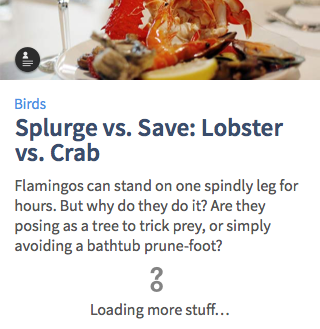 Birds
Splurge vs. Save: Lobster
vs. Crab
Flamingos can stand on one spindly leg for
hours. But why do they do it? Are they
posing as a tree to trick prey, or simply
avoiding a bathtub prune-foot?
Loading more stuff…